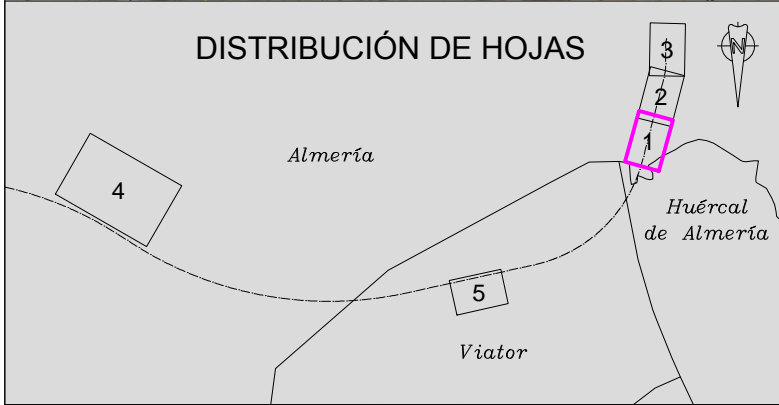 DISTRIBUCIÓN DE HOJAS
3
N
2
1
Almería
4
Huércal
de Almería
5
Viator